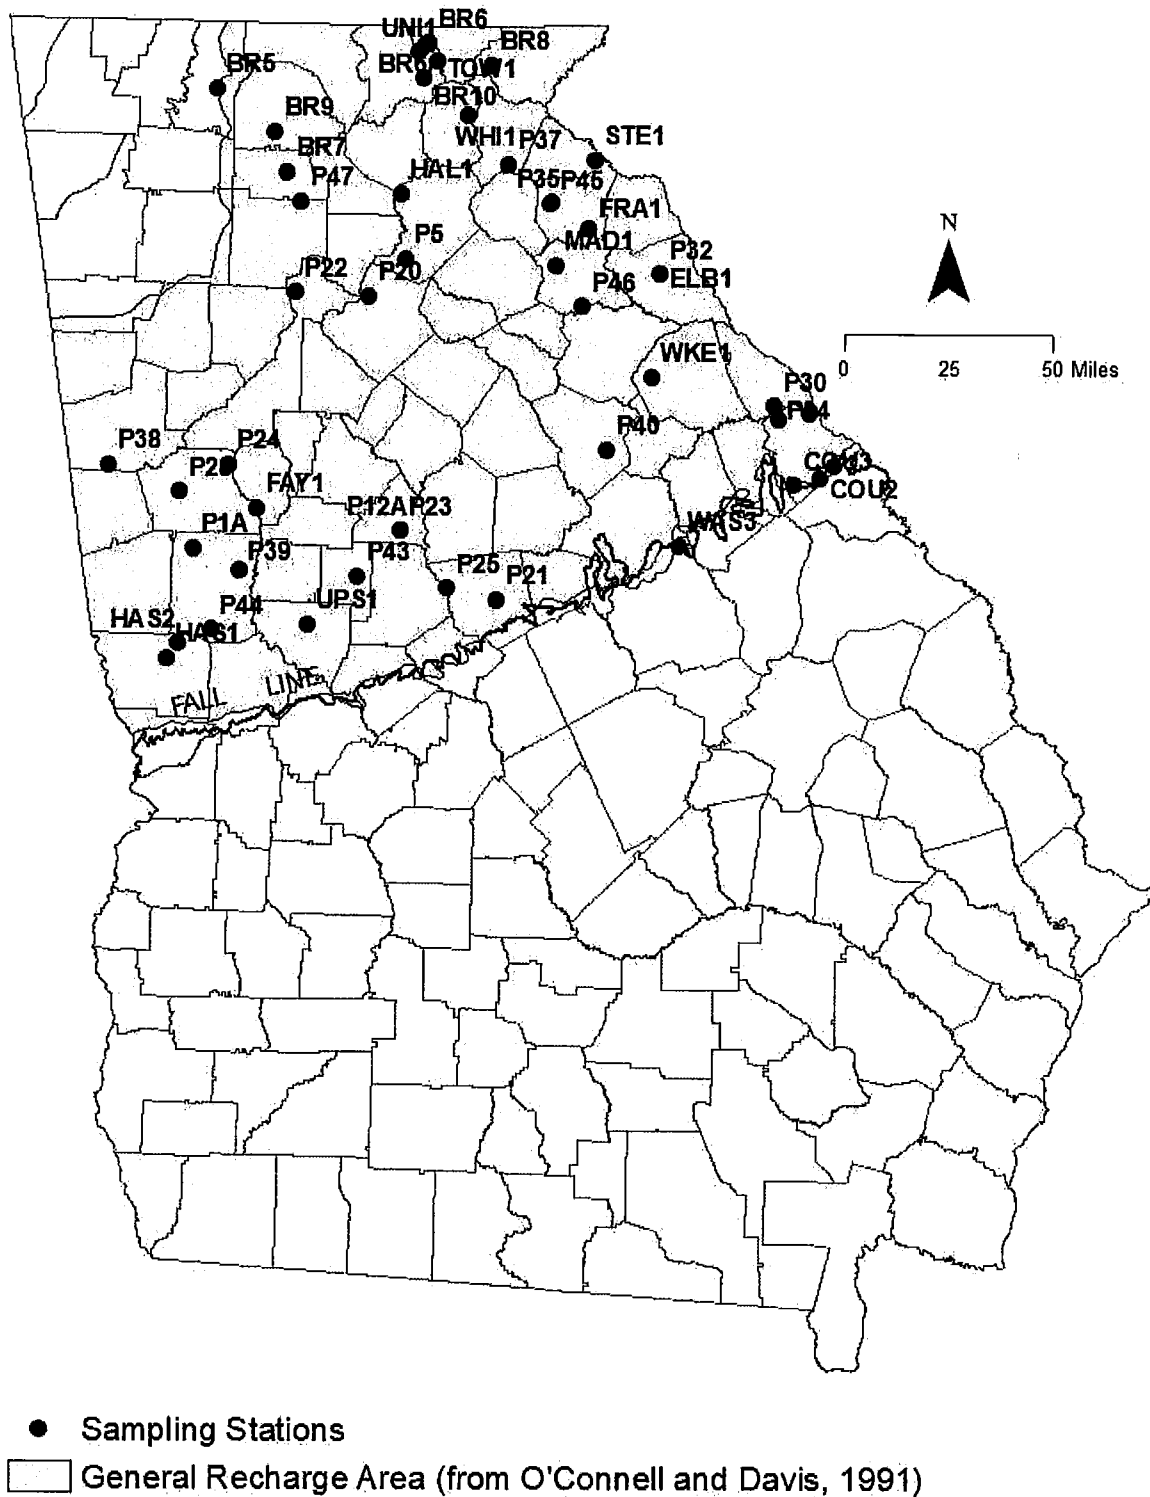 BR6
UNI1
BR8
BR5
TOW1
BR10
BR9
WHI1
P37
STE1
BR7
HAL1
P47
P35
P45
FRA1
N
P5
MAD1
P32
P22
P20
ELB1
P46
WKE1
0
25
50 Miles
P30
P40
P38
P24
FAY1
COU2
P1A
P12A
P23
WAS3
P39
P43
P25
P21
P44
UPS1
HAS2
HAS1
FALL LINE
Sampling Stations
General Recharge Area (from O'Connell and Davis, 1991)